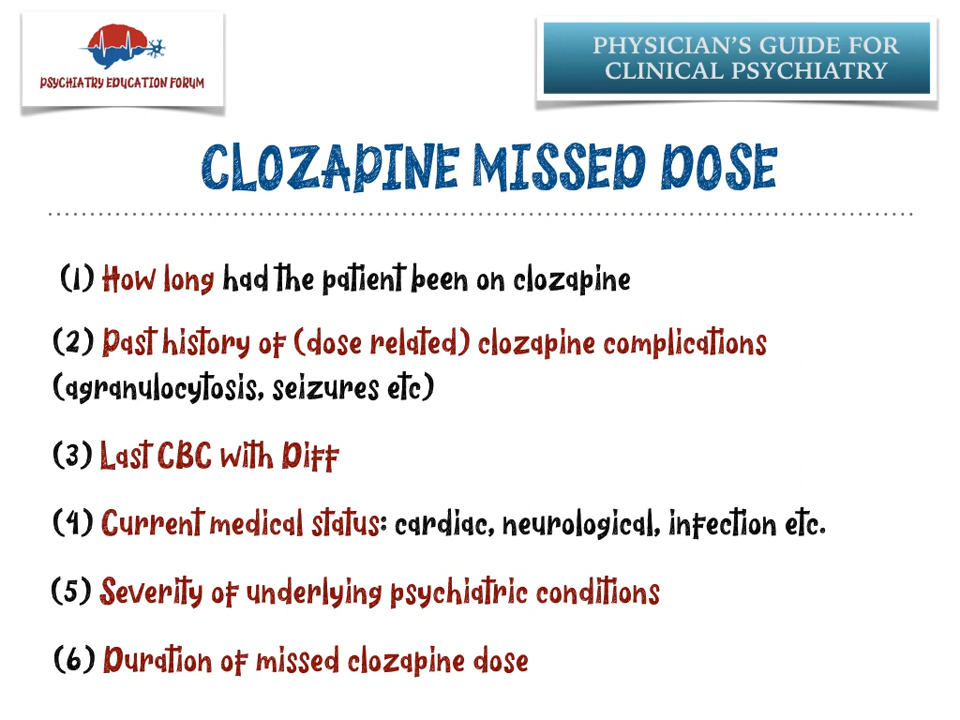 PSYCHIATRY EDUCATION FORUM
PHYSICIAN'S GUIDE FOR
CLINICAL PSYCHIATRY
CLOZAPINE MISSED DOSE
(1) How long had the patient been on clozapine
(2) Past history of (dose related) clozapine complications
(agranulocytosis, seizures etc)
(3) Last CBC with Diff
(4) Current medical status: cardiac, neurological, infection etc.
(5) Severity of underlying psychiatric conditions
(6) Duration of missed clozapine dose